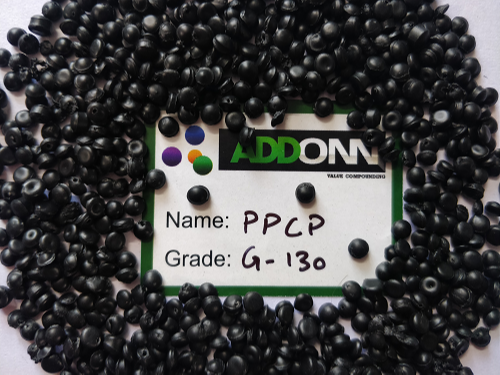 ADDONN
VALUE COMPOUNDING
Name: PPCP
Grade: G-130